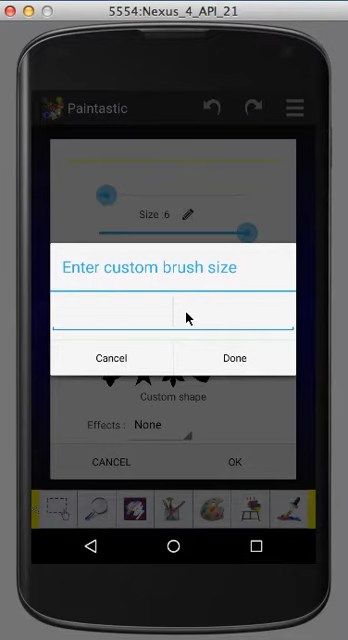 5554:Nexus_4_API_21
Paintastic
Size :6
Enter custom brush size
Cancel Done
Custom shape
Effects : None
CANCEL OK